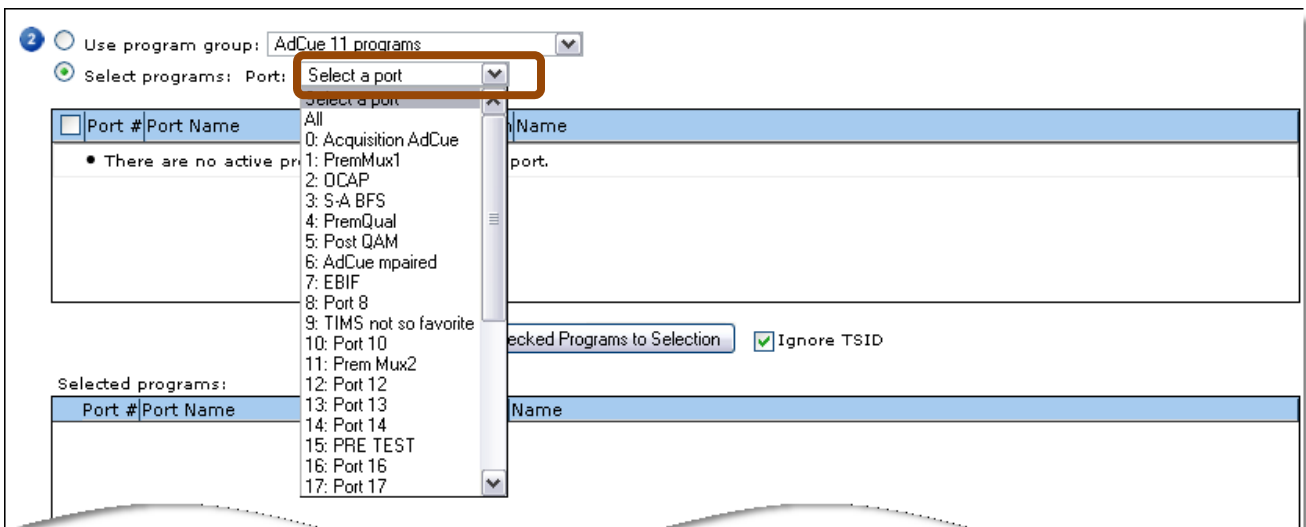 2 Use program group: AdCue 11 programs
Select programs: Port: Select a port
Select a port
All
0: Acquisition AdCue
1: PremMux1
2: OCAP
3: S-A BFS
4: PremQual
5: Post QAM
6: AdCue mpaired
7: EBIF
8: Port 8
9: TIMS not so favorite
10: Port 10
11: Prem Mux2
12: Port 12
13: Port 13
14: Port 14
15: PRE TEST
16: Port 16
17: Port 17
Port # Port Name Name
• There are no active port.
Programs to Selection Ignore TSID
Selected programs:
Port # Port Name Name